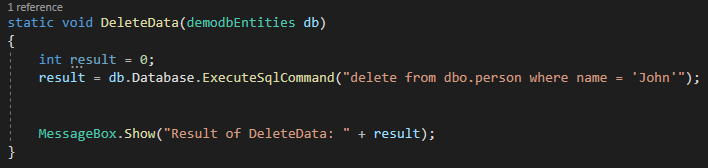 1 reference
static void DeleteData(demodbEntities db)
{
int result = 0;
result = db.Database.ExecuteSqlCommand("delete from dbo.person where name = 'John'");
MessageBox.Show("Result of DeleteData: " + result);
}